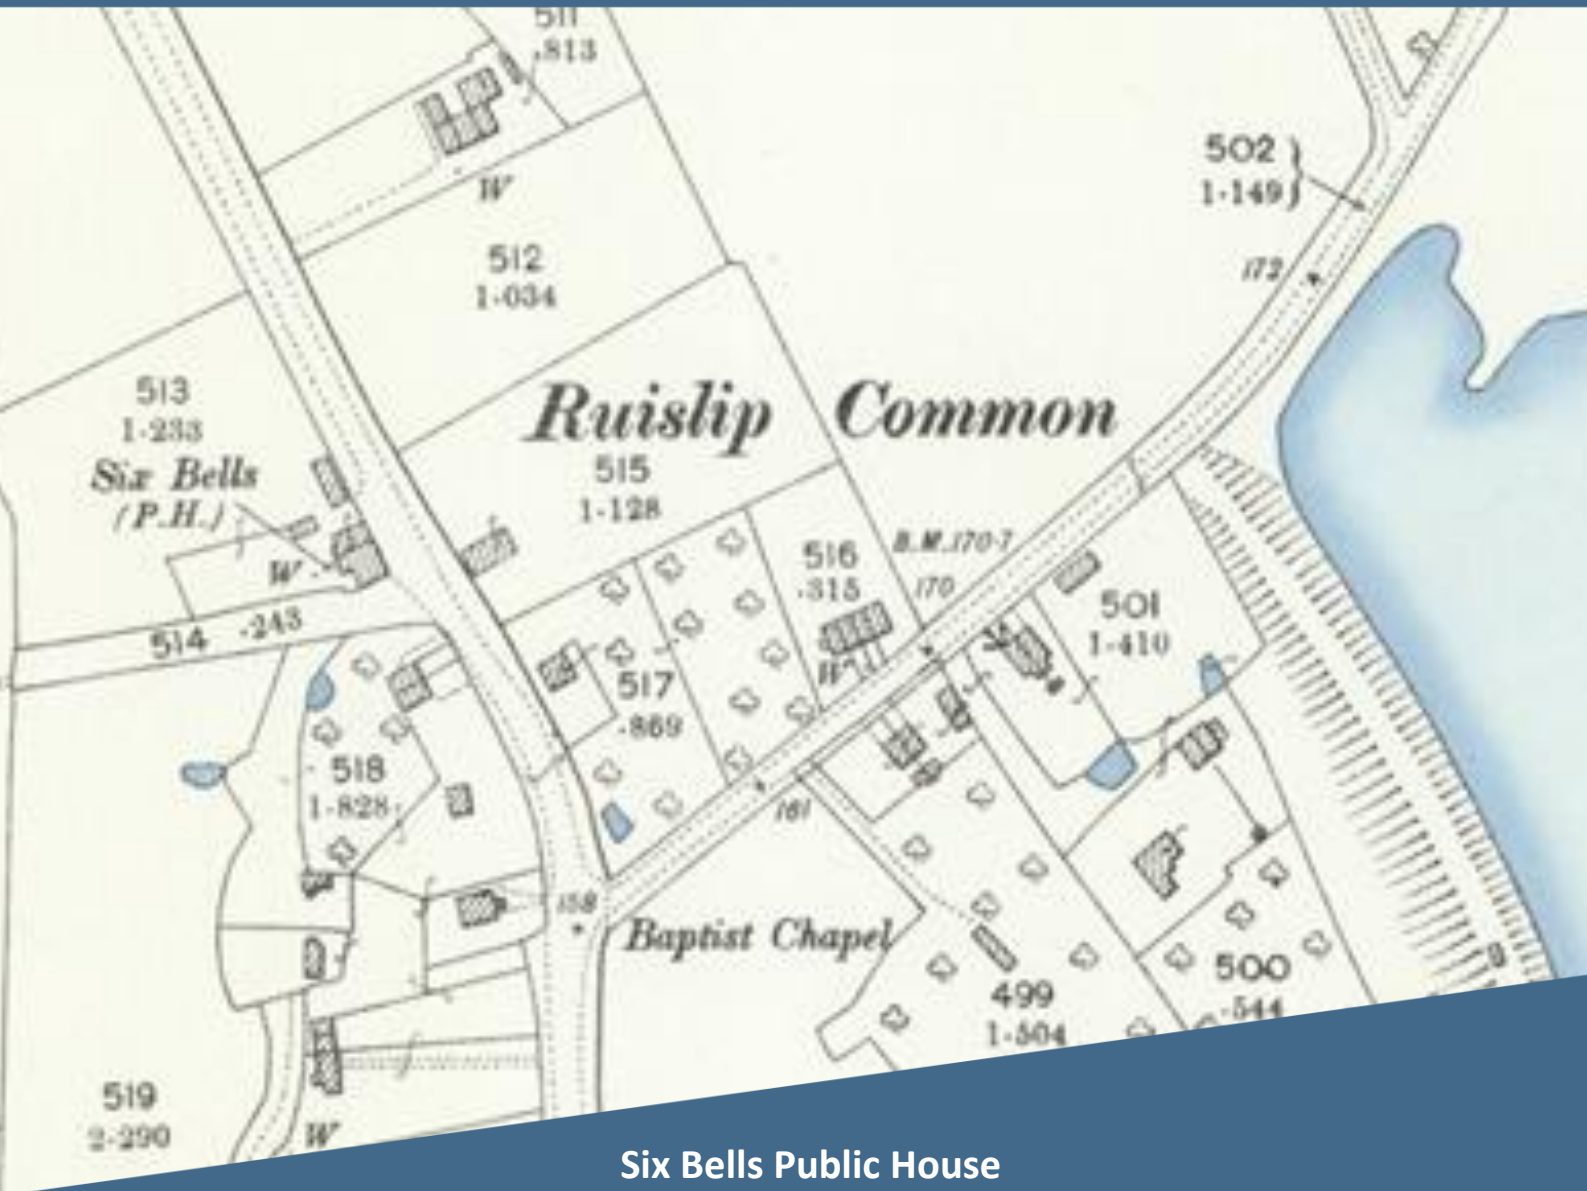 511
.813
502
1·149
172
W
512
1·034
513
1·233
Six Bells
(P.H.)
W
514 ·243
Ruislip Common
515
1·128
516
·315
W
B.M.170·7
170
501
1·410
517
·869
518
1·828
161
158
Baptist Chapel
499
1·504
500
·544
519
2·290
W
Six Bells Public House